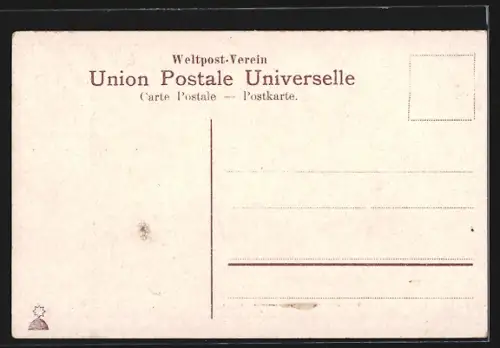 Weltpost-Verein
Union Postale Universelle
Carte Postale — Postkarte.